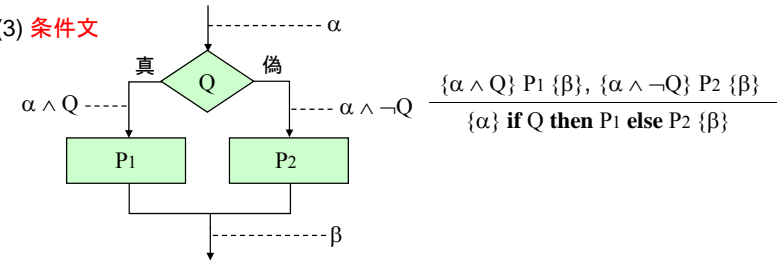 (3) 条件文
α
真
偽
Q
α ∧ Q
α ∧ ¬Q
P1
P2
β
{α ∧ Q} P1 {β}, {α ∧ ¬Q} P2 {β}
{α} if Q then P1 else P2 {β}